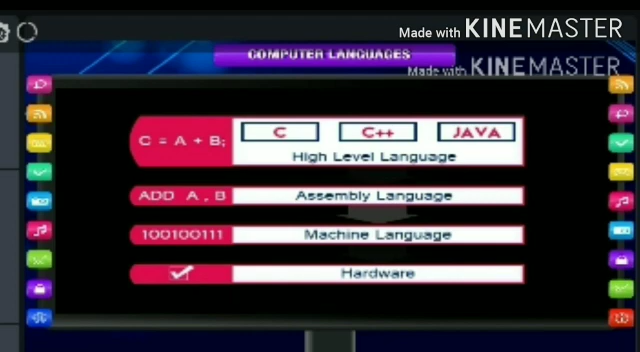 Made with KINEMASTER
COMPUTER LANGUAGES
Made with KINEMASTER
C = A + B;
C C++ JAVA
High Level Language
ADD A , B Assembly Language
100100111 Machine Language
Hardware